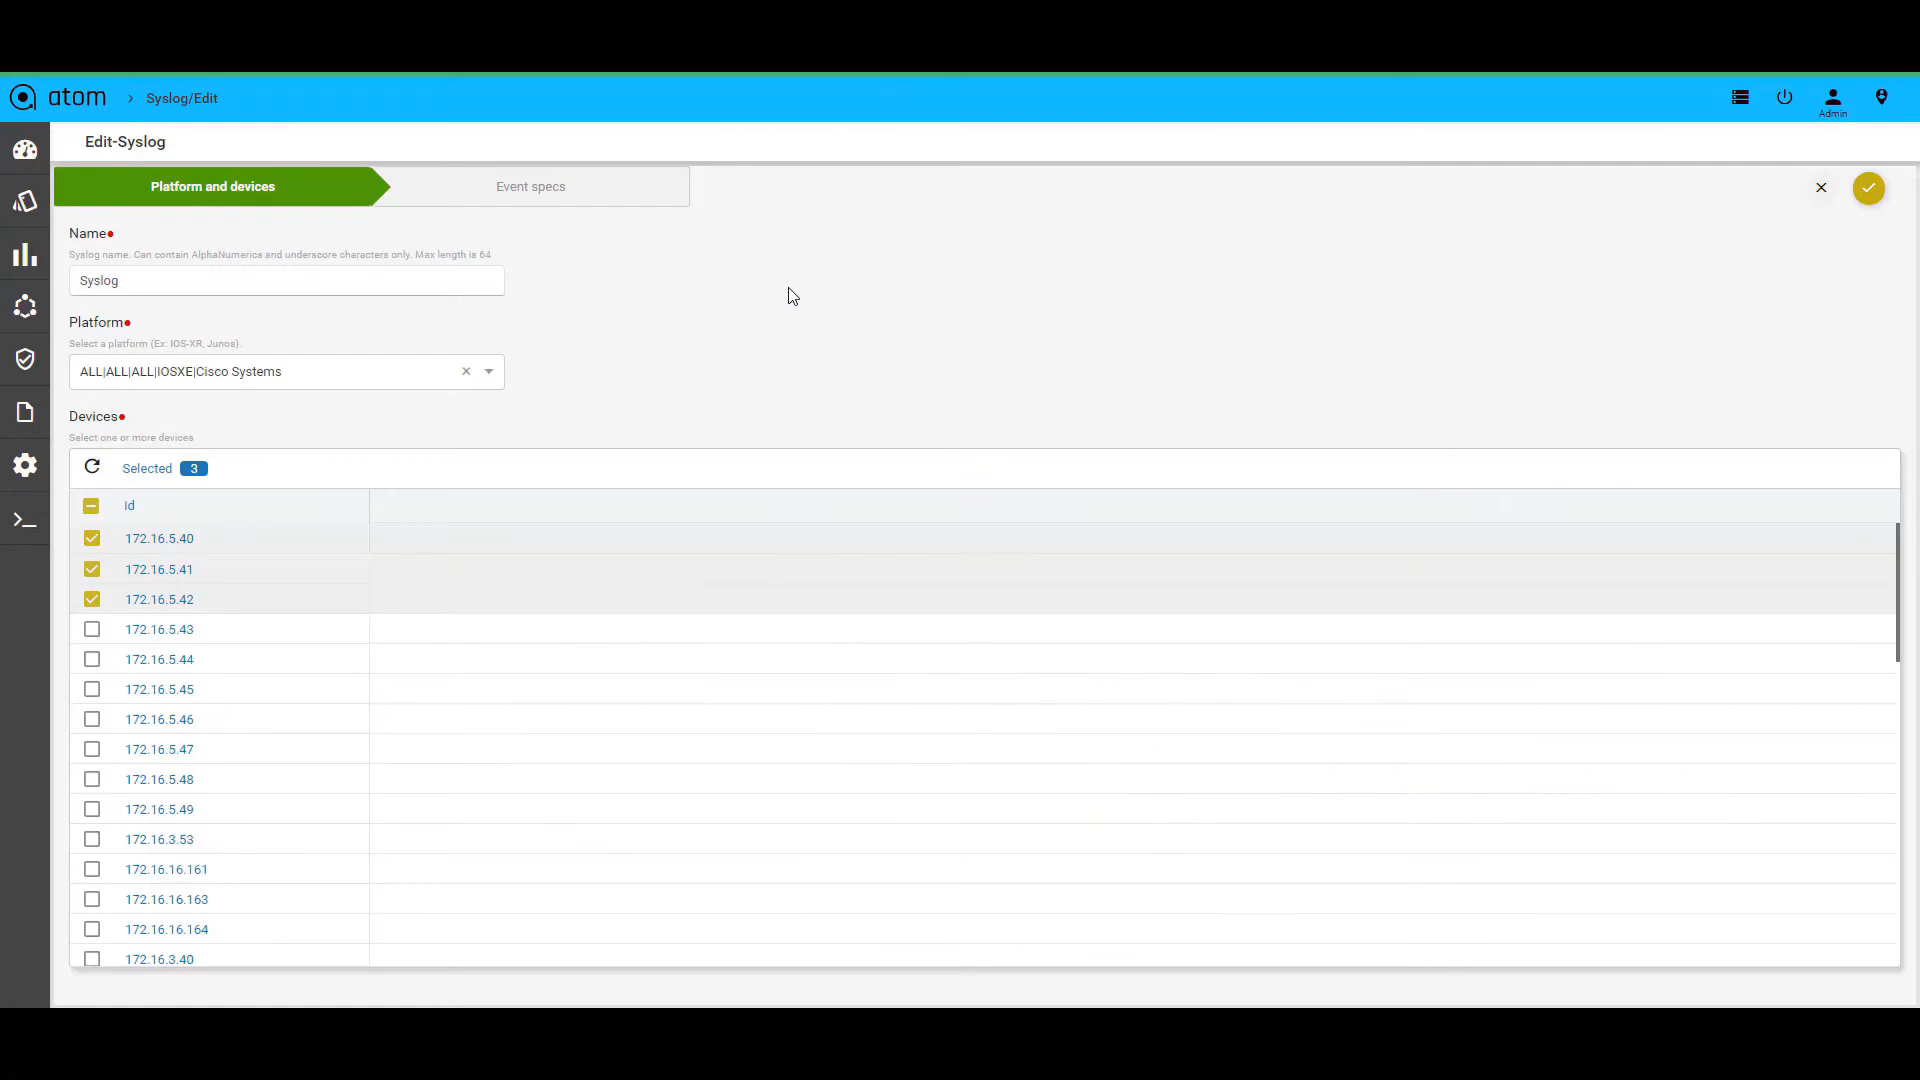 atom > Syslog/Edit
Admin
Edit-Syslog
Platform and devices
Event specs
Name
Syslog name. Can contain AlphaNumerica and underscore characters only. Max length is 64
Syslog
Platform
Select a platform (Ex: IOS-XR, Junos).
ALL|ALL|ALL|IOSXE|Cisco Systems
Devices
Select one or more devices
Selected 3
Id
172.16.5.40
172.16.5.41
172.16.5.42
172.16.5.43
172.16.5.44
172.16.5.45
172.16.5.46
172.16.5.47
172.16.5.48
172.16.5.49
172.16.3.53
172.16.16.161
172.16.16.163
172.16.16.164
172.16.3.40